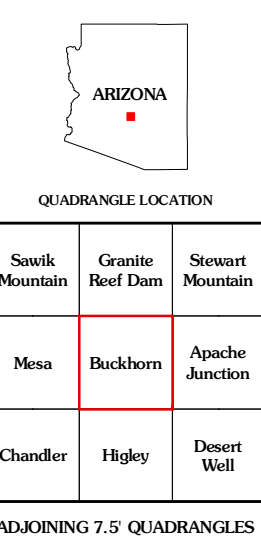 ARIZONA
QUADRANGLE LOCATION
Sawik
Mountain
Granite
Reef Dam
Stewart
Mountain
Mesa
Buckhorn
Apache
Junction
Chandler
Higley
Desert
Well
ADJOINING 7.5' QUADRANGLES